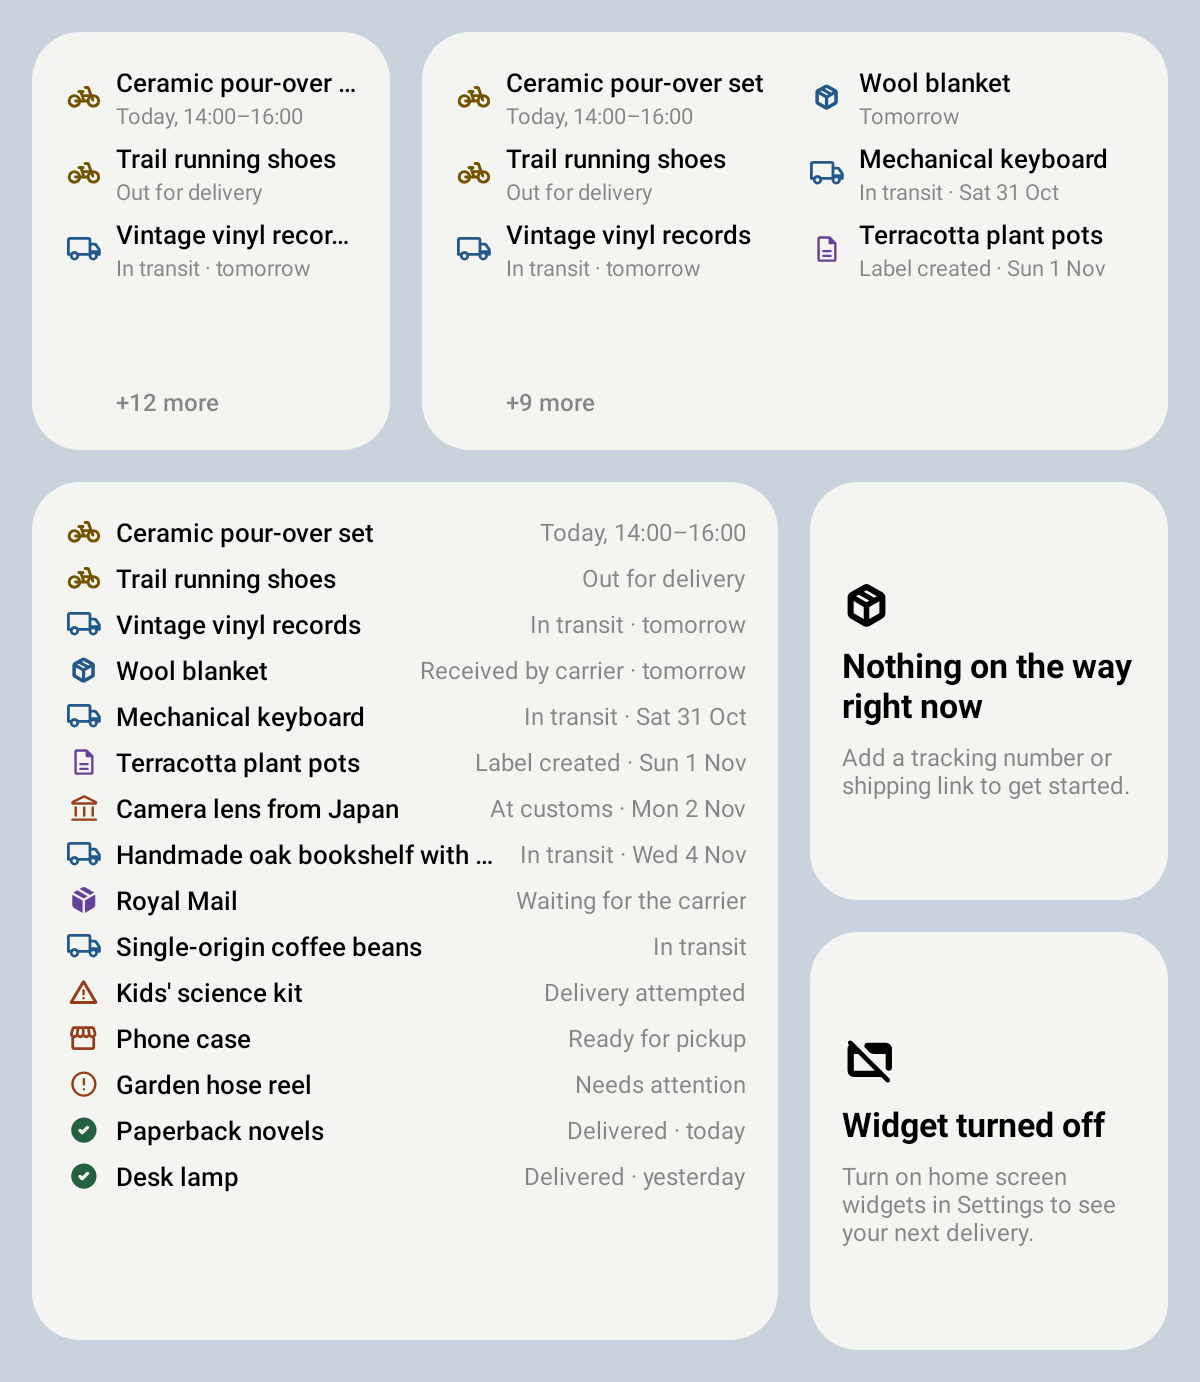 Ceramic pour-over ...
Today, 14:00–16:00
Trail running shoes
Out for delivery
Vintage vinyl recor...
In transit · tomorrow
+12 more
Ceramic pour-over set
Today, 14:00–16:00
Trail running shoes
Out for delivery
Vintage vinyl records
In transit · tomorrow
Wool blanket
Tomorrow
Mechanical keyboard
In transit · Sat 31 Oct
Terracotta plant pots
Label created · Sun 1 Nov
+9 more
Ceramic pour-over set Today, 14:00–16:00
Trail running shoes Out for delivery
Vintage vinyl records In transit · tomorrow
Wool blanket Received by carrier · tomorrow
Mechanical keyboard In transit · Sat 31 Oct
Terracotta plant pots Label created · Sun 1 Nov
Camera lens from Japan At customs · Mon 2 Nov
Handmade oak bookshelf with ... In transit · Wed 4 Nov
Royal Mail Waiting for the carrier
Single-origin coffee beans In transit
Kids' science kit Delivery attempted
Phone case Ready for pickup
Garden hose reel Needs attention
Paperback novels Delivered · today
Desk lamp Delivered · yesterday
Nothing on the way
right now
Add a tracking number or
shipping link to get started.
Widget turned off
Turn on home screen
widgets in Settings to see
your next delivery.